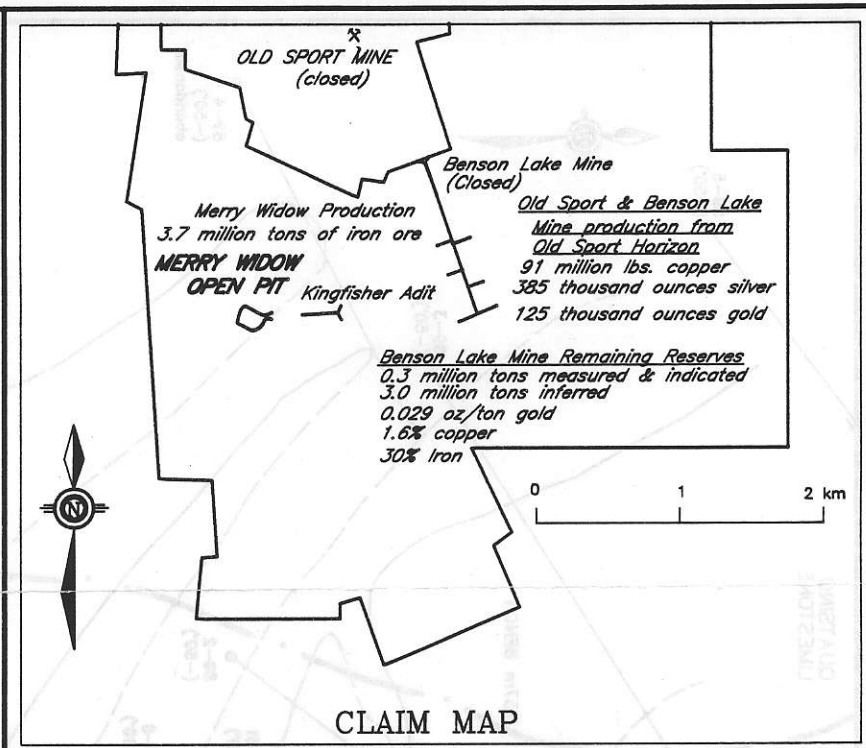 OLD SPORT MINE
(closed)
Benson Lake Mine
(Closed)
Merry Widow Production
3.7 million tons of iron ore
MERRY WIDOW
OPEN PIT
Kingfisher Adit
Old Sport & Benson Lake
Mine production from
Old Sport Horizon
91 million lbs. copper
385 thousand ounces silver
125 thousand ounces gold
Benson Lake Mine Remaining Reserves
0.3 million tons measured & indicated
3.0 million tons inferred
0.029 oz/ton gold
1.6% copper
30% Iron
N
0 1 2 km
CLAIM MAP